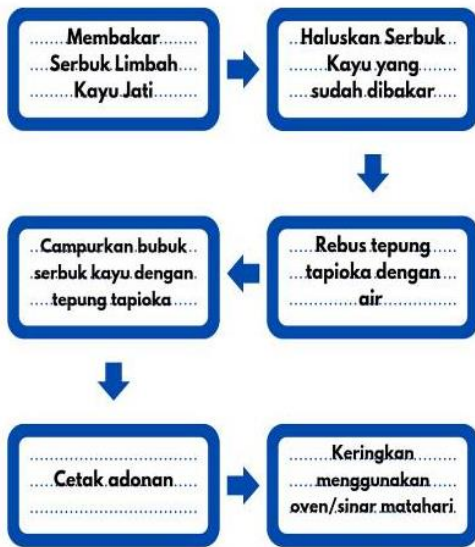 Membakar
Serbuk Limbah
Kayu Jati
Haluskan Serbuk
Kayu yang
sudah dibakar
Rebus tepung
tapioka dengan
air
Campurkan bubuk
serbuk kayu dengan
tepung tapioka
Cetak adonan
Keringkan
menggunakan
oven/sinar matahari